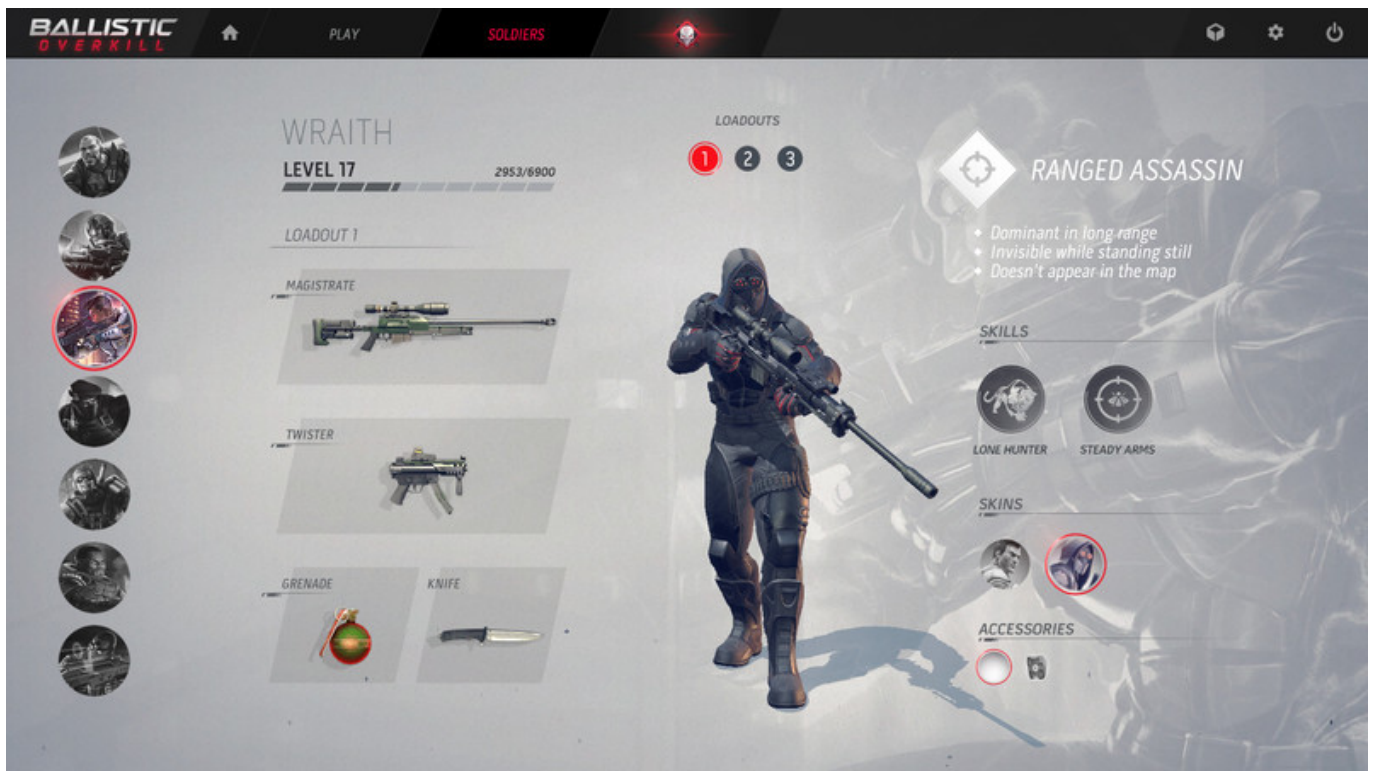 BALLISTIC
OVERKILL
PLAY
SOLDIERS
WRAITH
LEVEL 17
2953/6900
LOADOUT 1
MAGISTRATE
TWISTER
GRENADE
KNIFE
LOADOUTS
1 2 3
RANGED ASSASSIN
Dominant in long range
Invisible while standing still
Doesn't appear in the map
SKILLS
LONE HUNTER
STEADY ARMS
SKINS
ACCESSORIES